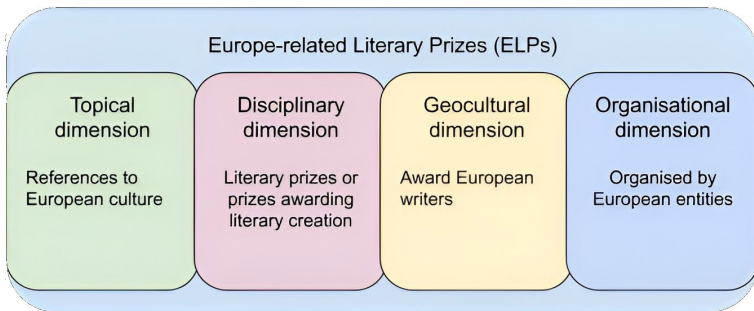 Europe-related Literary Prizes (ELPs)
Topical
dimension
References to
European culture
Disciplinary
dimension
Literary prizes or
prizes awarding
literary creation
Geocultural
dimension
Award European
writers
Organisational
dimension
Organised by
European entities